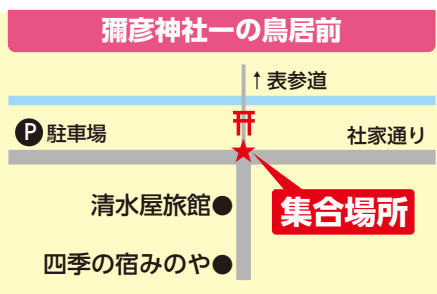 彌彦神社一の鳥居前
↑表参道
P 駐車場
社家通り
清水屋旅館●
集合場所
四季の宿みのや●